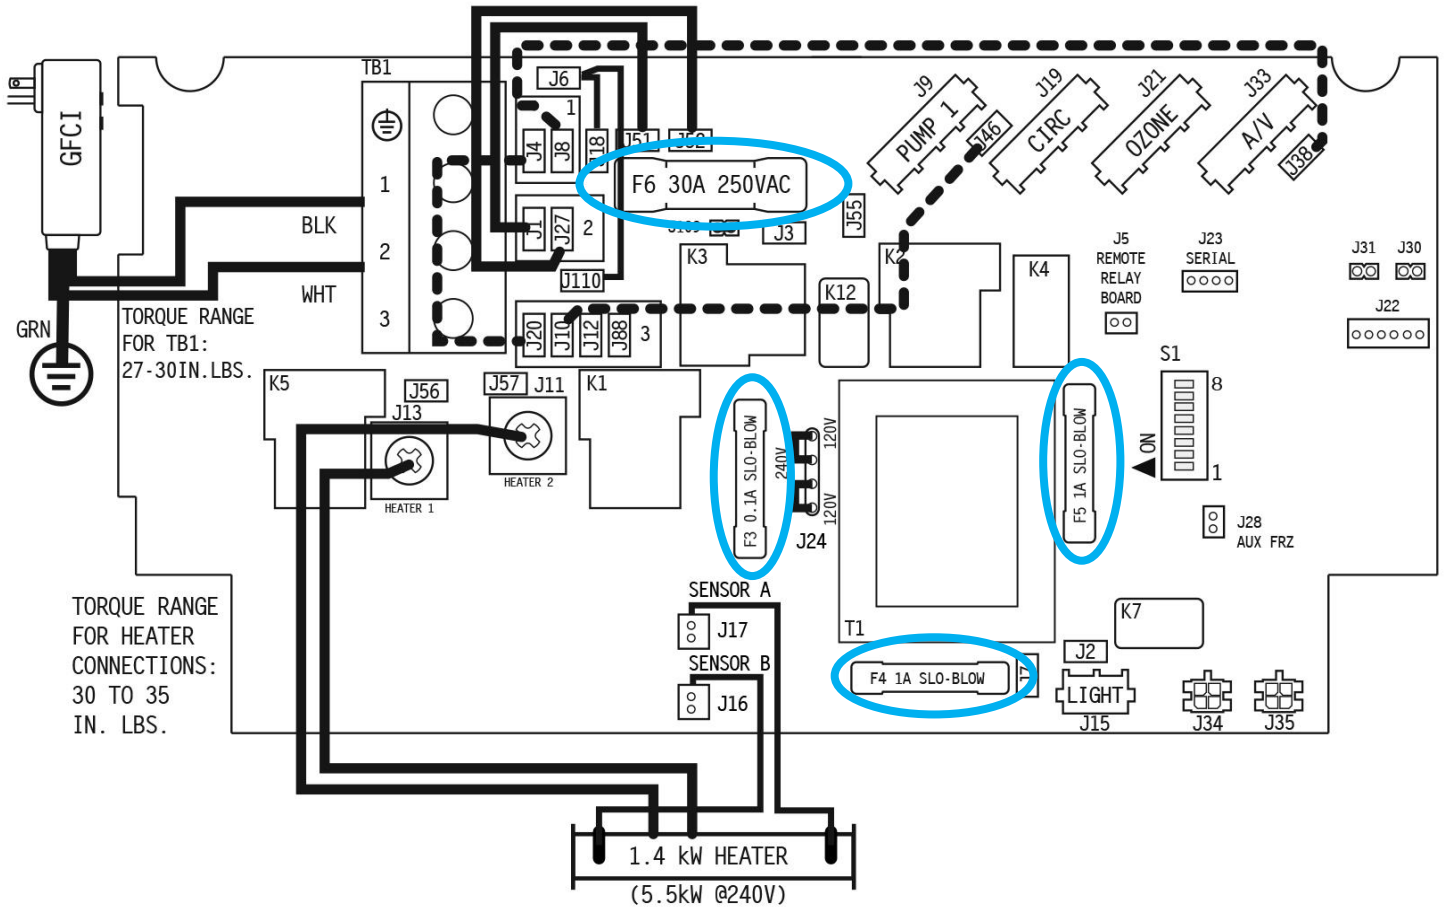 GFCI
GRN
BLK
WHT
TORQUE RANGE
FOR TB1:
27-30IN.LBS.
TB1
1
2
3
J6
1
J4
J8
J18
J51
J52
F6 30A 250VAC
J1
J27
2
J110
J109
J3
J55
J20
J10
J12
J88
3
J9
PUMP 1
J46
J19
CIRC
J21
OZONE
J33
A/V
J38
K3
K12
K2
K4
J5
REMOTE
RELAY
BOARD
J23
SERIAL
J31
J30
J22
K5
J56
J57
J11
J13
HEATER 1
HEATER 2
K1
F3 0.1A SLO-BLOW
240V
120V
120V
J24
F5 1A SLO-BLOW
S1
8
ON
1
J28
AUX FRZ
TORQUE RANGE
FOR HEATER
CONNECTIONS:
30 TO 35
IN. LBS.
SENSOR A
J17
SENSOR B
J16
T1
F4 1A SLO-BLOW
K7
J2
LIGHT
J15
J34
J35
1.4 kW HEATER
(5.5kW @240V)